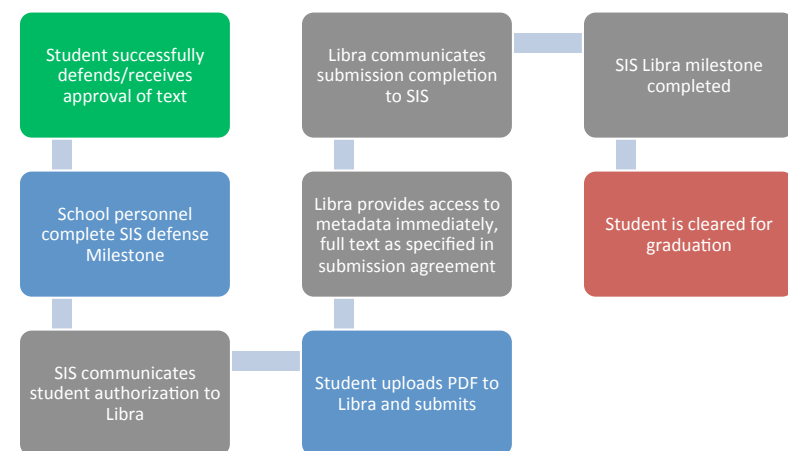 Student successfully
defends/receives
approval of text
School personnel
complete SIS defense
Milestone
SIS communicates
student authorization to
Libra
Student uploads PDF to
Libra and submits
Libra provides access to
metadata immediately,
full text as specified in
submission agreement
Libra communicates
submission completion
to SIS
SIS Libra milestone
completed
Student is cleared for
graduation